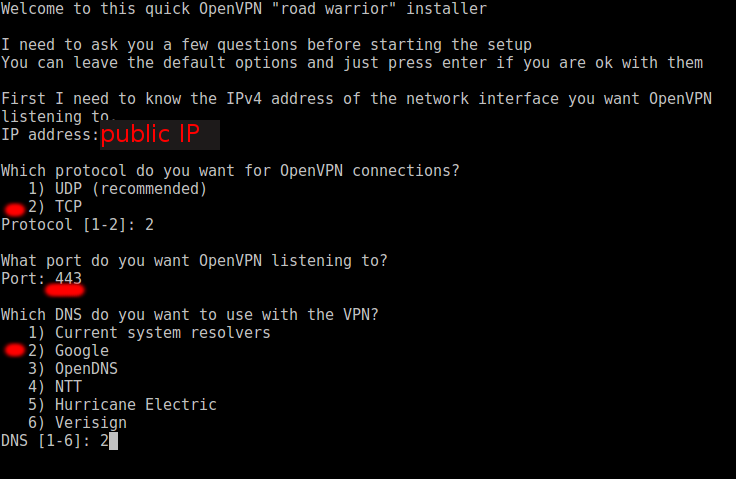 Welcome to this quick OpenVPN "road warrior" installer
I need to ask you a few questions before starting the setup
You can leave the default options and just press enter if you are ok with them
First I need to know the IPv4 address of the network interface you want OpenVPN
listening to.
IP address: public IP
Which protocol do you want for OpenVPN connections?
1) UDP (recommended)
2) TCP
Protocol [1-2]: 2
What port do you want OpenVPN listening to?
Port: 443
Which DNS do you want to use with the VPN?
1) Current system resolvers
2) Google
3) OpenDNS
4) NTT
5) Hurricane Electric
6) Verisign
DNS [1-6]: 2